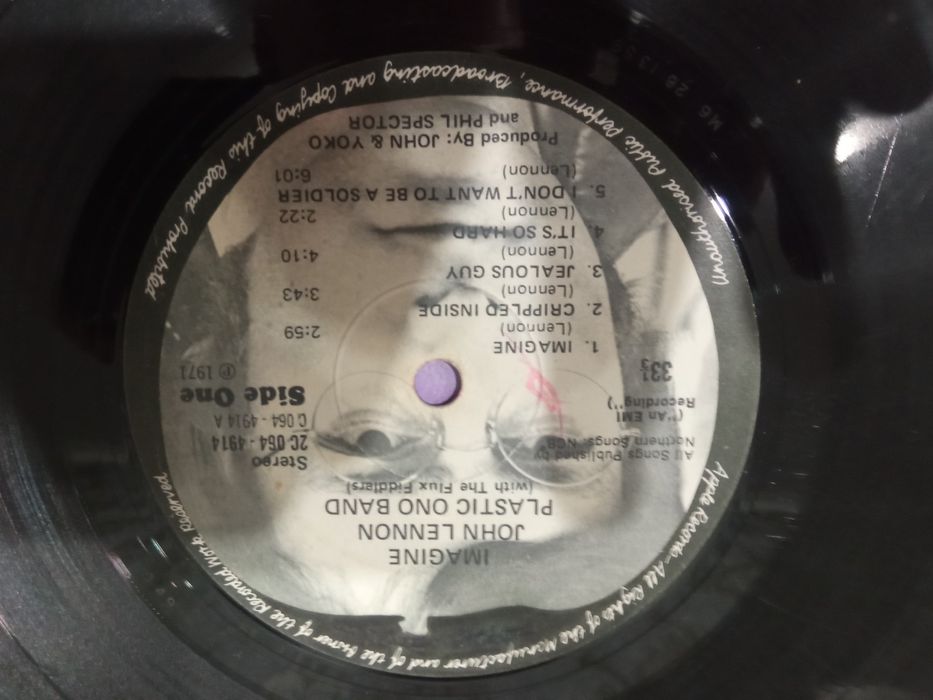 IMAGINE
JOHN LENNON
PLASTIC ONO BAND
(with The Flux Fiddlers)
Stereo
2C 064 - 4914
C 064 - 4914 A
Side One
℗ 1971
All Songs Published by
Northern Songs. NCB
("An EMI
Recording")
33 1/3
1. IMAGINE 2:59
(Lennon)
2. CRIPPLED INSIDE 3:43
(Lennon)
3. JEALOUS GUY 4:10
(Lennon)
4. IT'S SO HARD 2:22
(Lennon)
5. I DON'T WANT TO BE A SOLDIER 6:01
(Lennon)
Produced By: JOHN & YOKO
and PHIL SPECTOR
Apple Records-All Rights of the Manufacturer and of the Owner of the Recorded Work Reserved
Unauthorised Public Performance, Broadcasting and Copying of this Record Prohibited